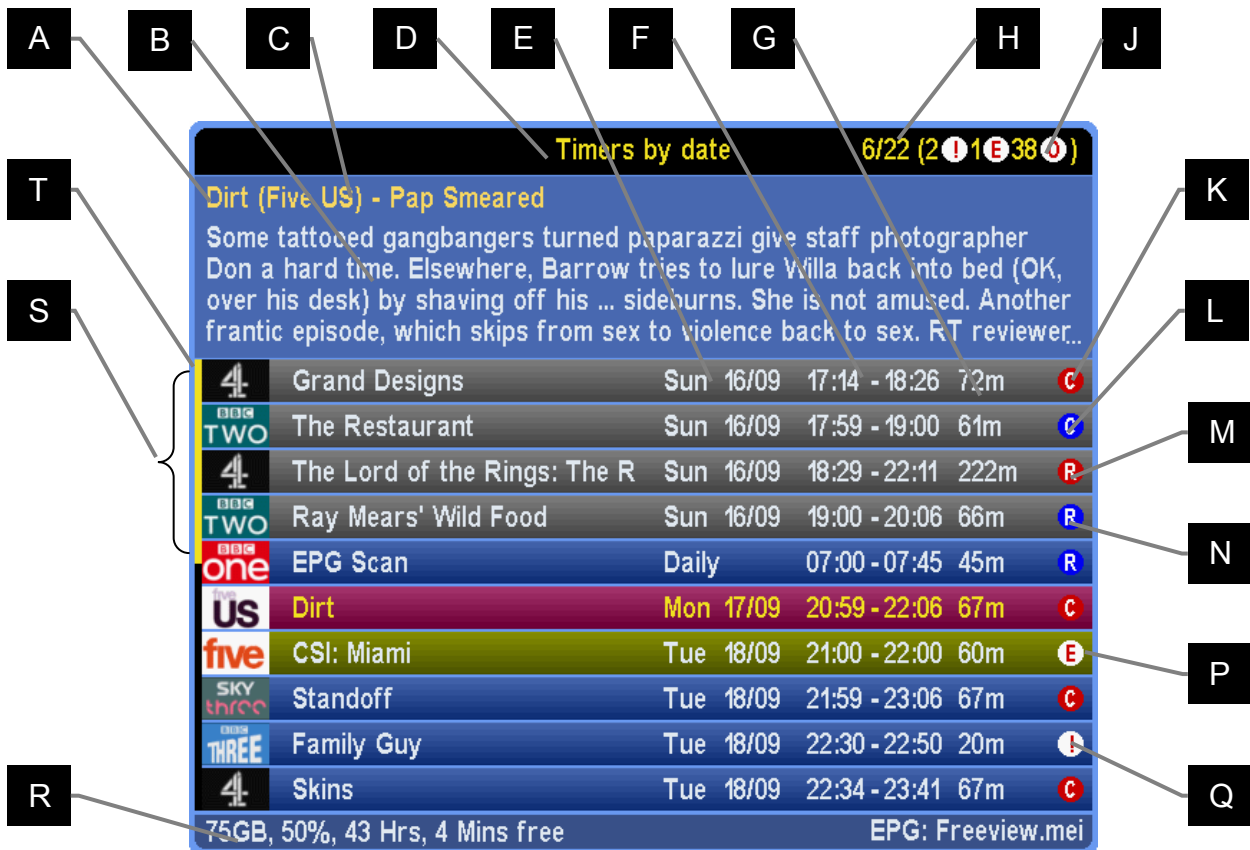 A B C D E F G H J
Timers by date 6/22 (2 ! 1 E 38 O )
T
Dirt (Five US) - Pap Smeared
K
Some tattooed gangbangers turned paparazzi give staff photographer
Don a hard time. Elsewhere, Barrow tries to lure Willa back into bed (OK,
over his desk) by shaving off his ... sideburns. She is not amused. Another
frantic episode, which skips from sex to violence back to sex. RT reviewer...
S
L
4 Grand Designs Sun 16/09 17:14 - 18:26 72m C
BBC TWO The Restaurant Sun 16/09 17:59 - 19:00 61m C
M
4 The Lord of the Rings: The R Sun 16/09 18:29 - 22:11 222m R
BBC TWO Ray Mears' Wild Food Sun 16/09 19:00 - 20:06 66m R
N
BBC one EPG Scan Daily 07:00 - 07:45 45m R
five US Dirt Mon 17/09 20:59 - 22:06 67m C
five CSI: Miami Tue 18/09 21:00 - 22:00 60m E
P
SKY three Standoff Tue 18/09 21:59 - 23:06 67m C
BBC THREE Family Guy Tue 18/09 22:30 - 22:50 20m !
4 Skins Tue 18/09 22:34 - 23:41 67m C
R
Q
75GB, 50%, 43 Hrs, 4 Mins free EPG: Freeview.mei